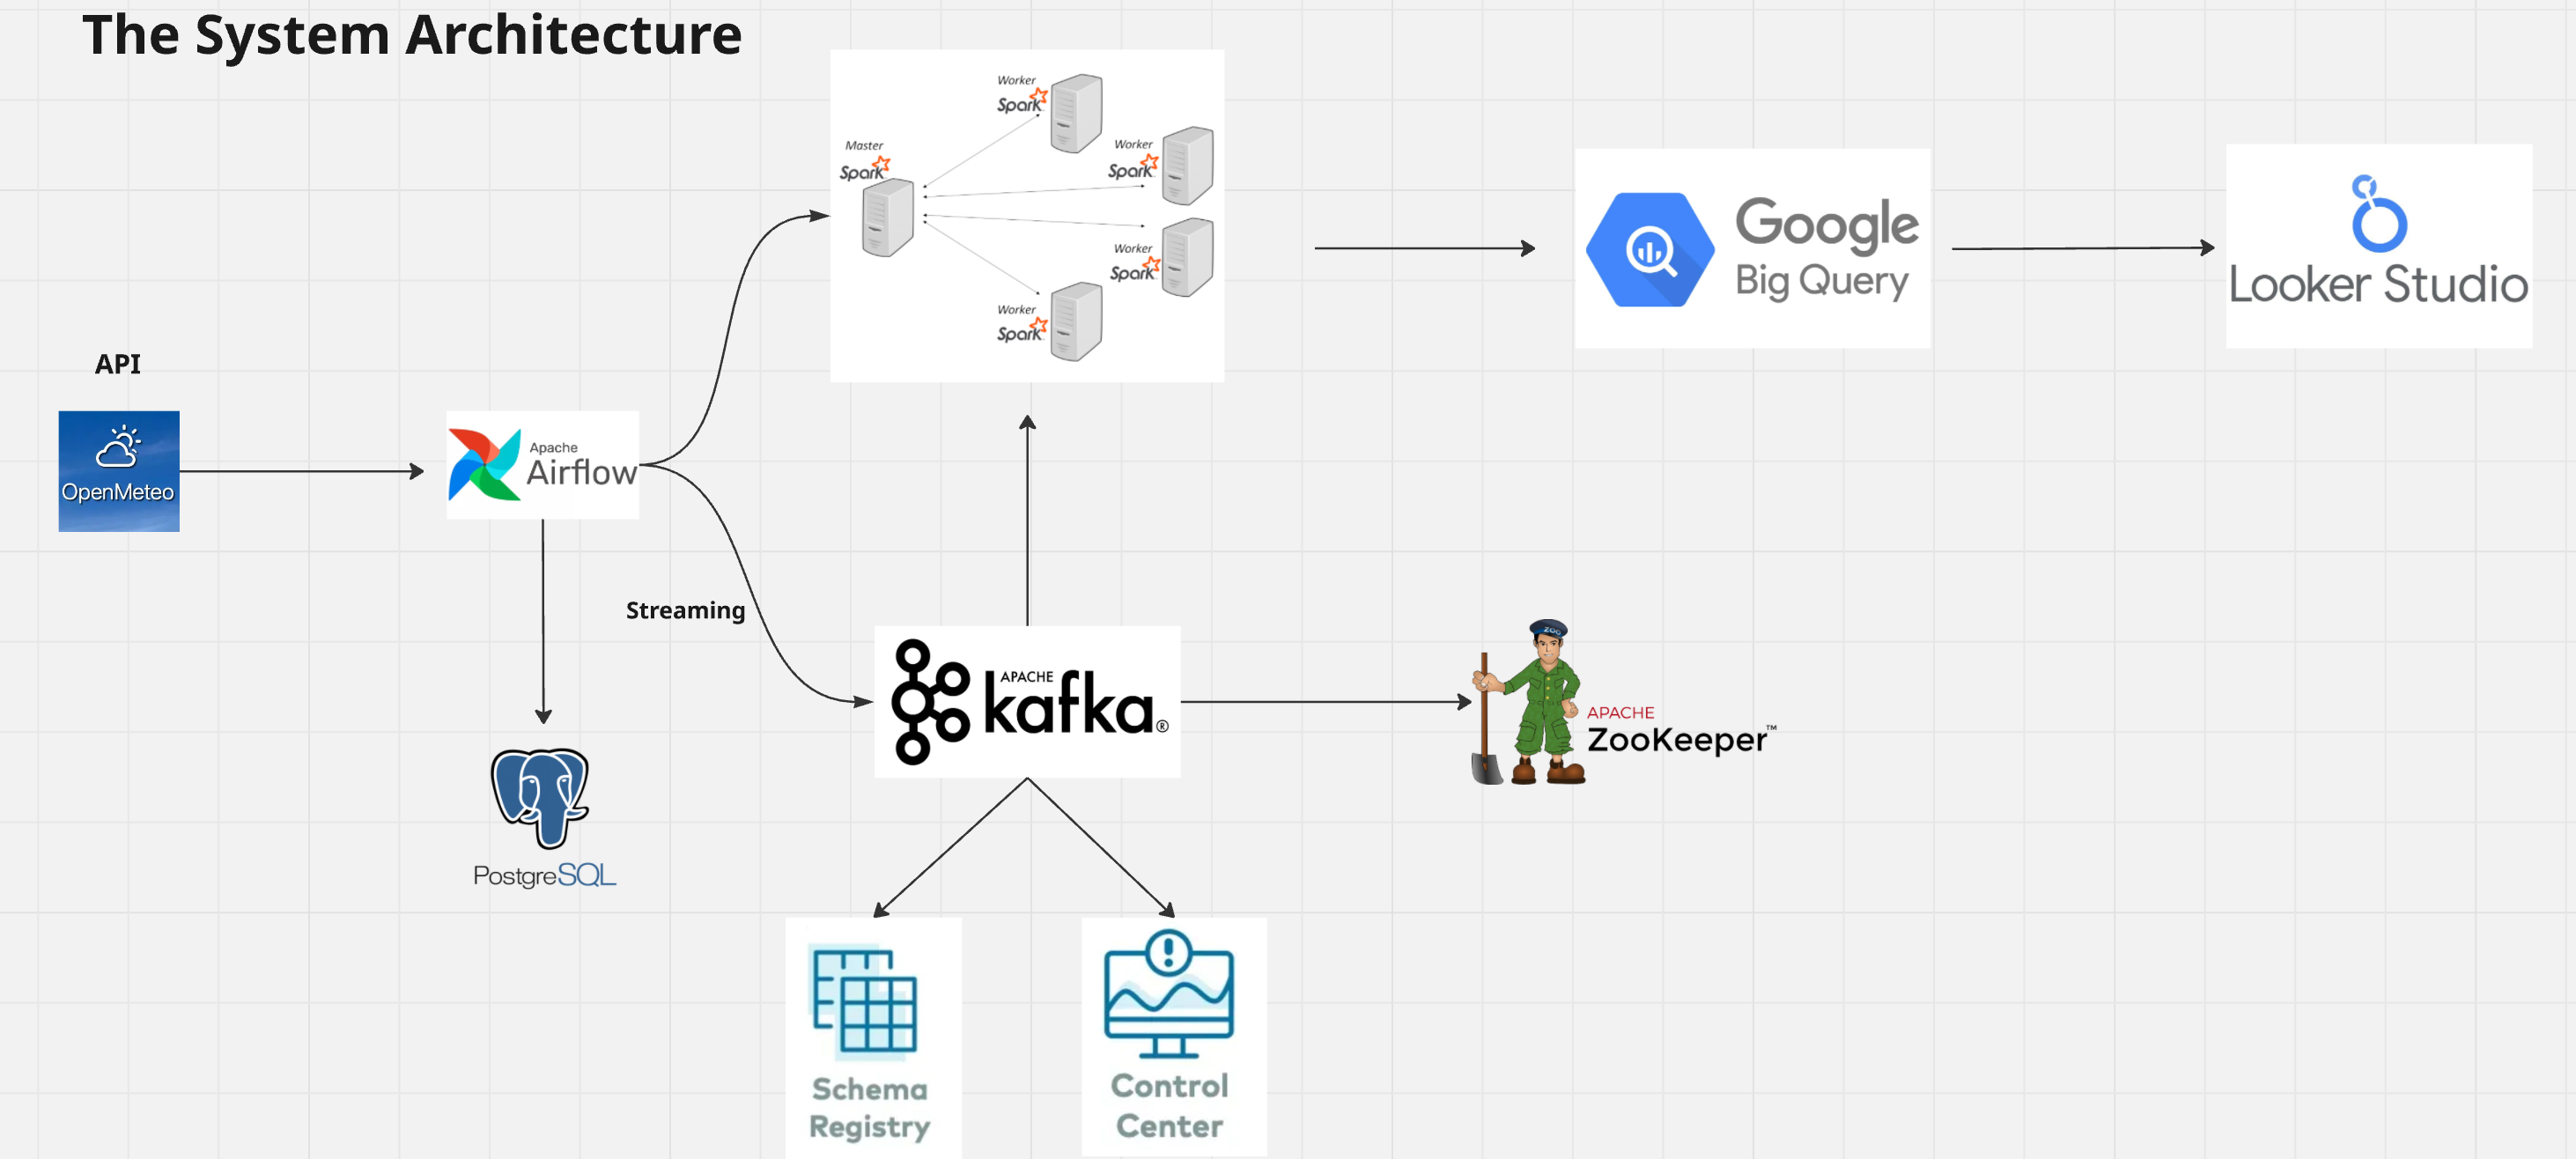 The System Architecture
Worker
Spark
Master
Spark
Worker
Spark
Worker
Spark
Worker
Spark
Google
Big Query
Looker Studio
API
OpenMeteo
Apache
Airflow
Streaming
APACHE
kafka®
ZOO
APACHE
ZooKeeper™
PostgreSQL
Schema
Registry
Control
Center